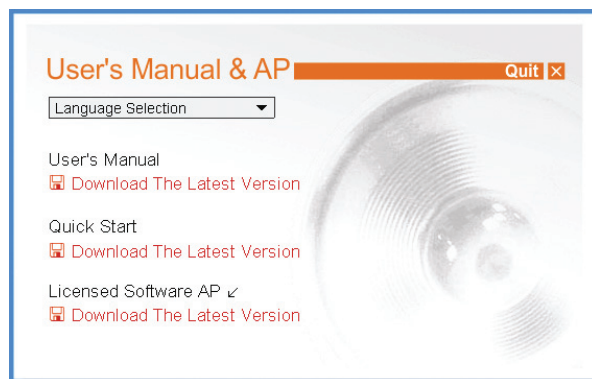 User's Manual & AP
Quit
Language Selection
User's Manual
Download The Latest Version
Quick Start
Download The Latest Version
Licensed Software AP ↙
Download The Latest Version